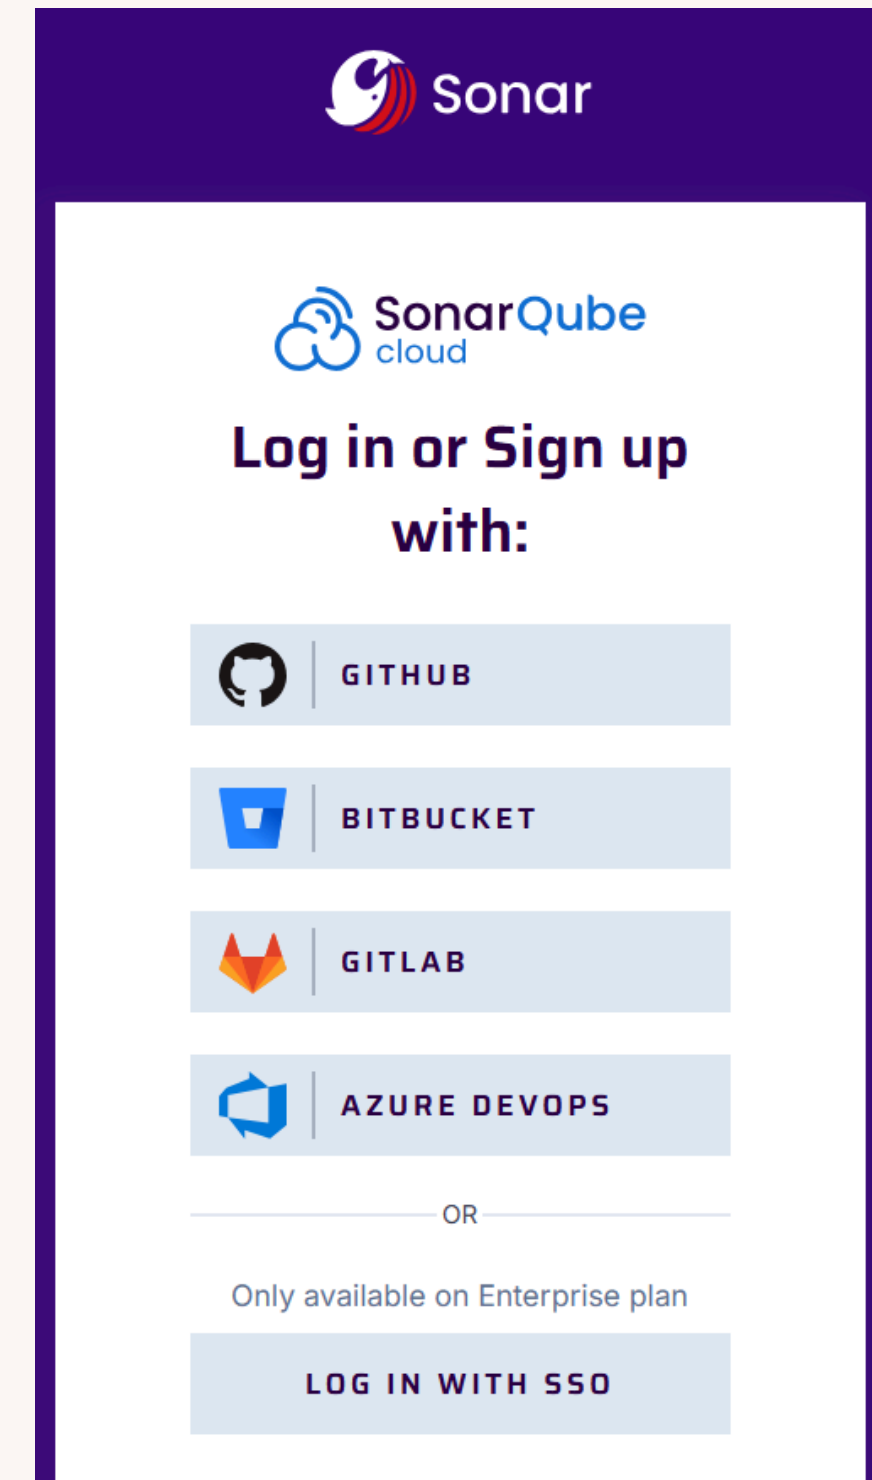 Sonar
SonarQube
cloud
Log in or Sign up
with:
GITHUB
BITBUCKET
GITLAB
AZURE DEVOPS
OR
Only available on Enterprise plan
LOG IN WITH SSO